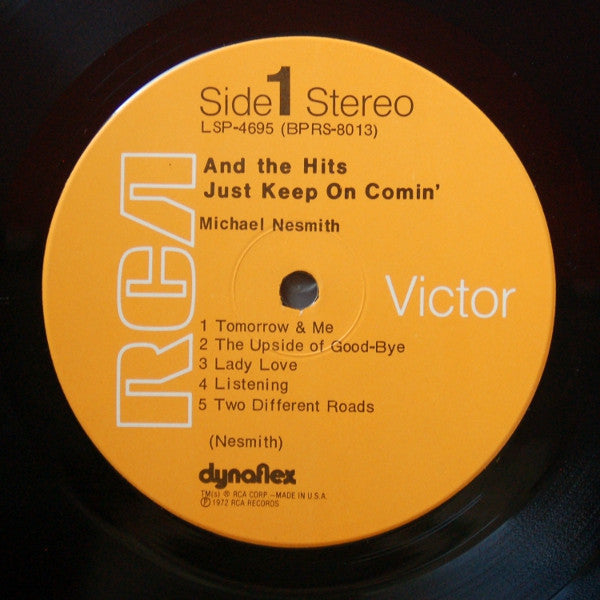 Side 1 Stereo
LSP-4695 (BPRS-8013)
And the Hits
Just Keep On Comin'
Michael Nesmith
RCA
Victor
1 Tomorrow & Me
2 The Upside of Good-Bye
3 Lady Love
4 Listening
5 Two Different Roads
(Nesmith)
dynaflex
TM(s) ® RCA CORP.—MADE IN U.S.A.
Ⓟ 1972 RCA RECORDS